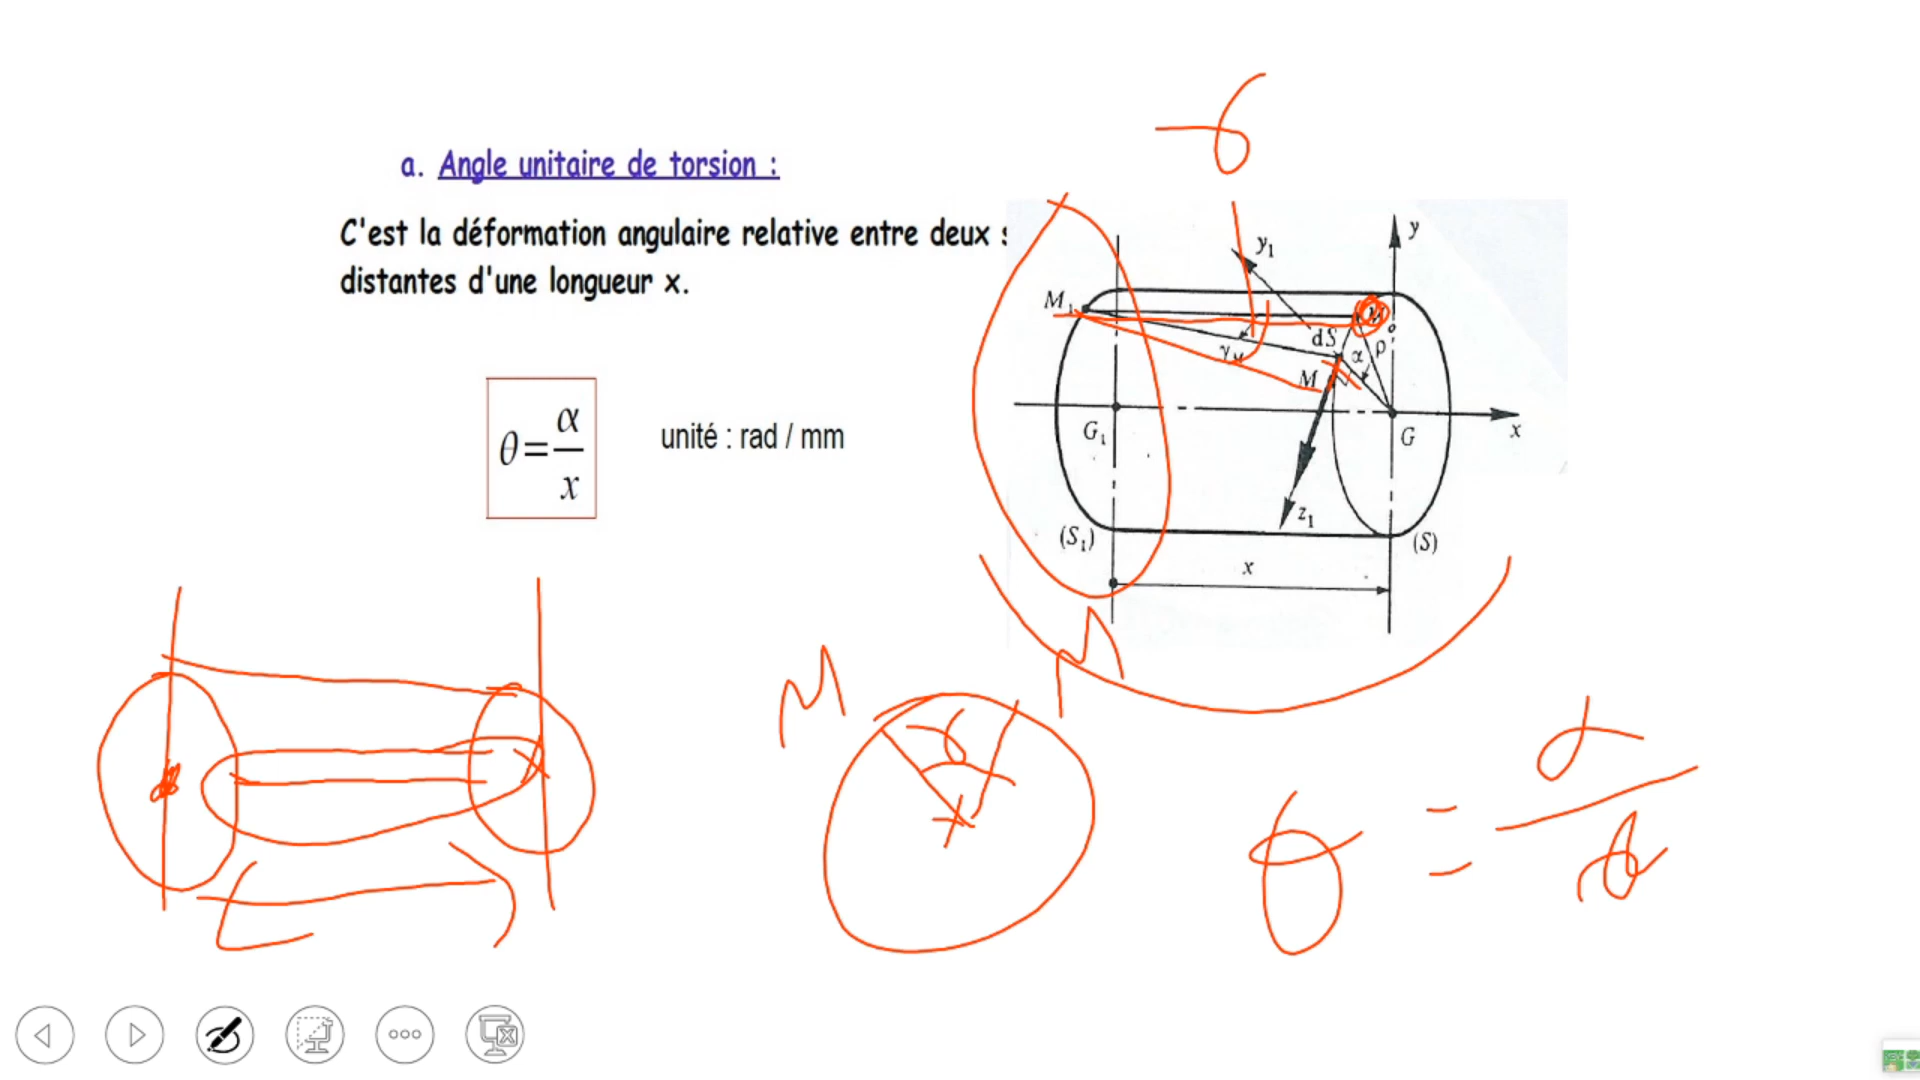 a. Angle unitaire de torsion :
C'est la déformation angulaire relative entre deux s
distantes d'une longueur x.
θ = α / x
unité : rad / mm
y
y₁
M₁
dS
α
ρ
γM
M
G₁
G
x
z₁
(S₁)
(S)
x
M
M
α